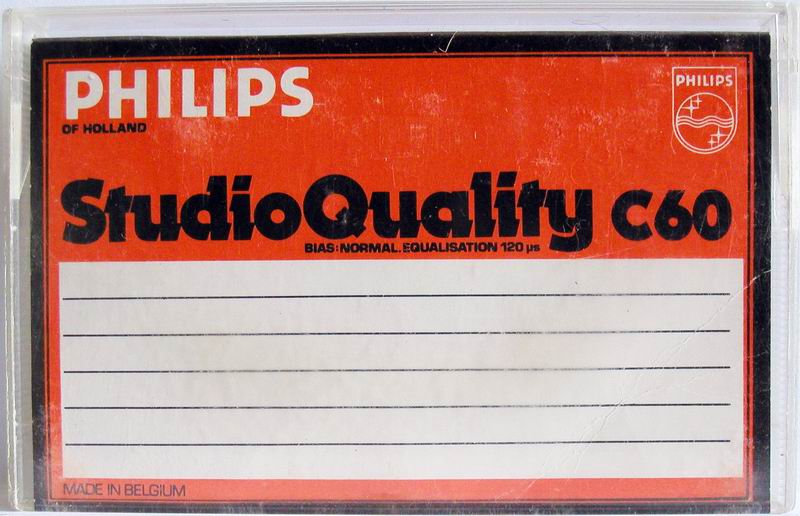 PHILIPS
PHILIPS
OF HOLLAND
StudioQuality C60
BIAS:NORMAL.EQUALISATION 120 µs
MADE IN BELGIUM